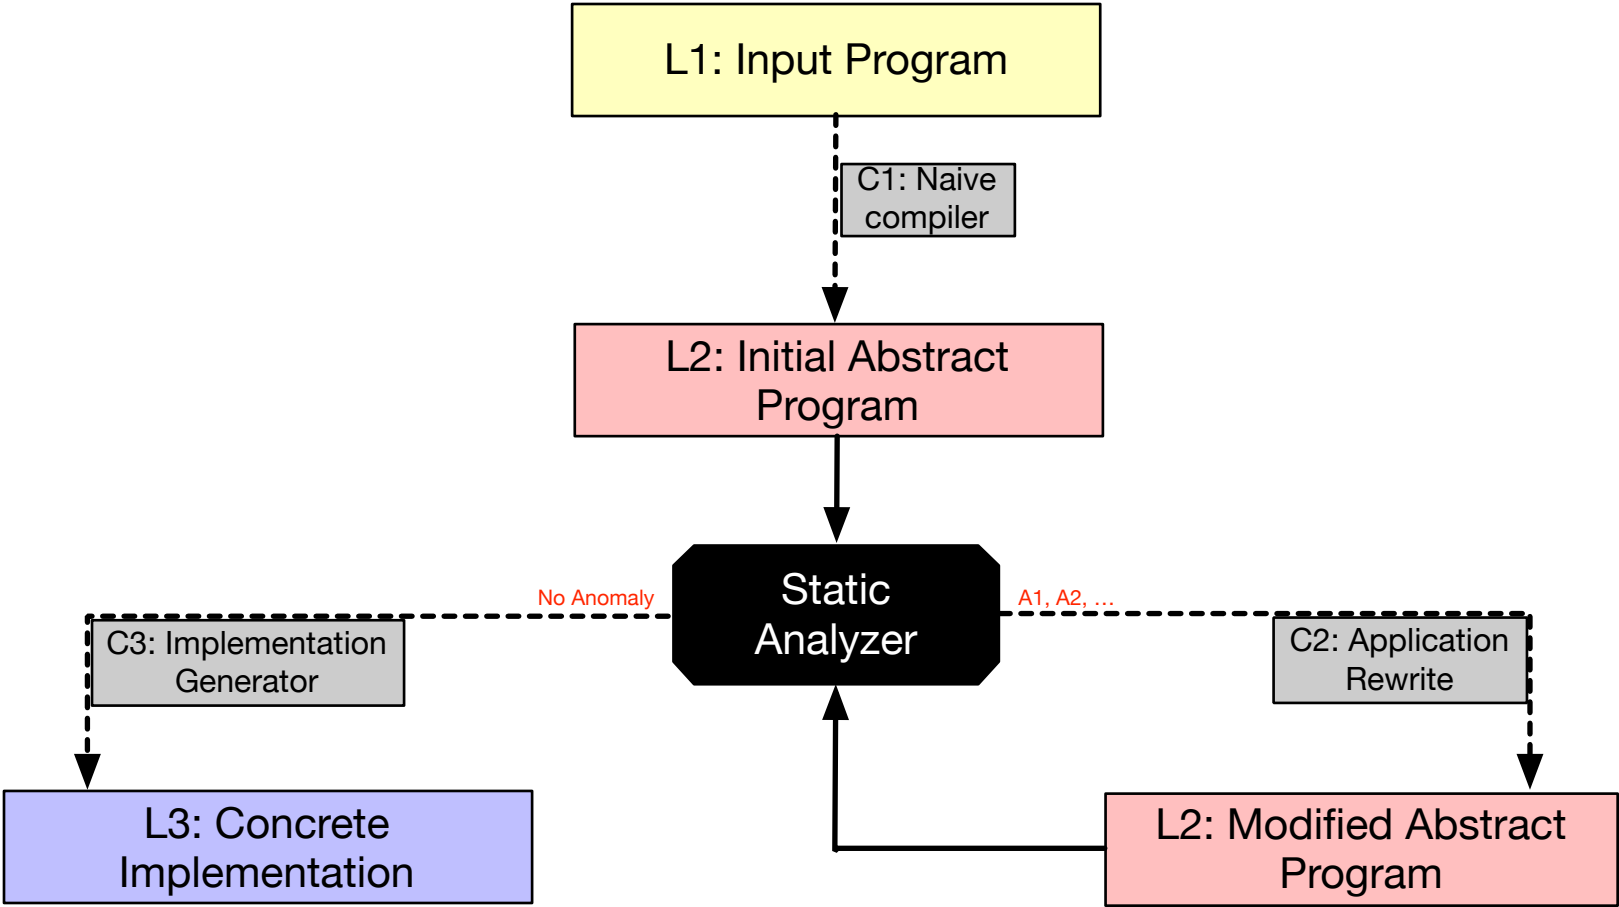 L1: Input Program
C1: Naive
compiler
L2: Initial Abstract
Program
Static
Analyzer
No Anomaly
A1, A2, ...
C3: Implementation
Generator
C2: Application
Rewrite
L3: Concrete
Implementation
L2: Modified Abstract
Program